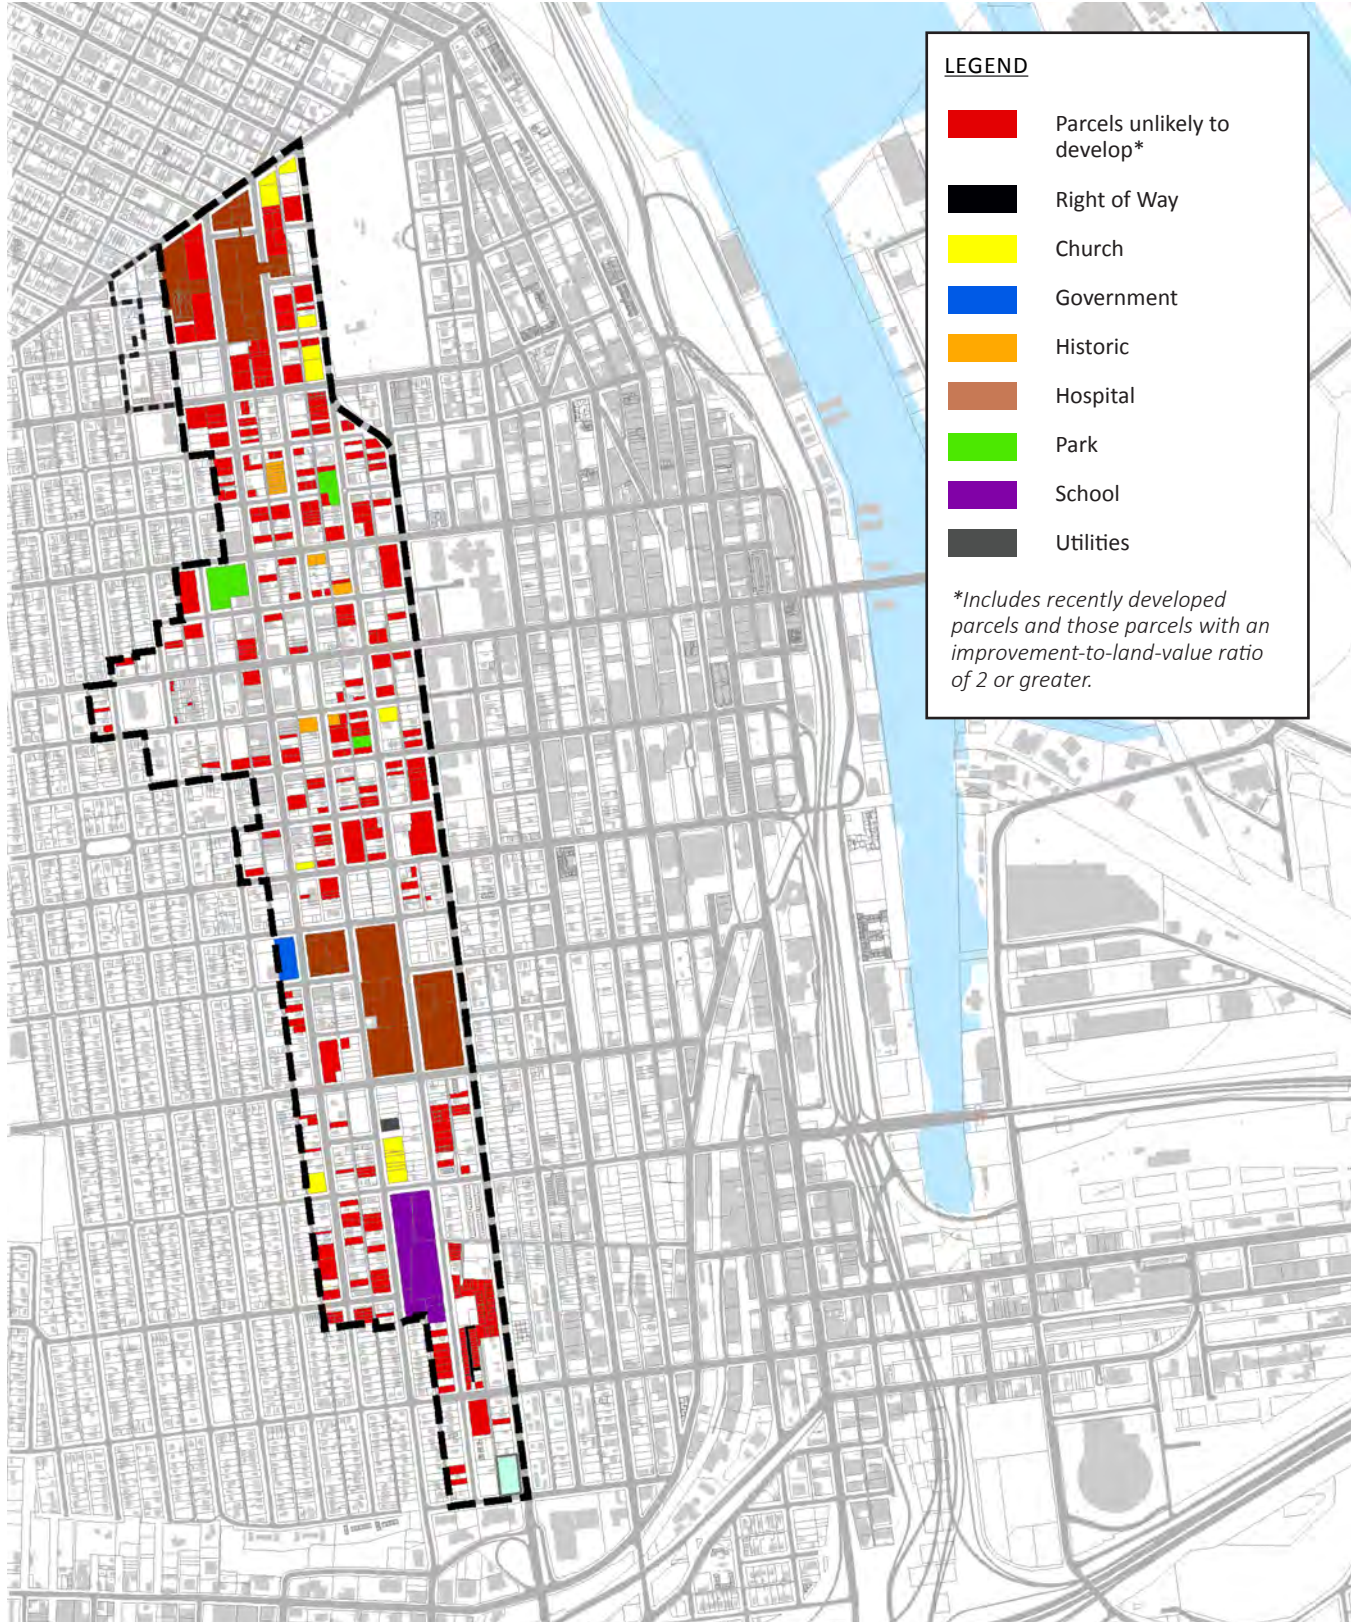 LEGEND
Parcels unlikely to
develop*
Right of Way
Church
Government
Historic
Hospital
Park
School
Utilities
*Includes recently developed
parcels and those parcels with an
improvement-to-land-value ratio
of 2 or greater.